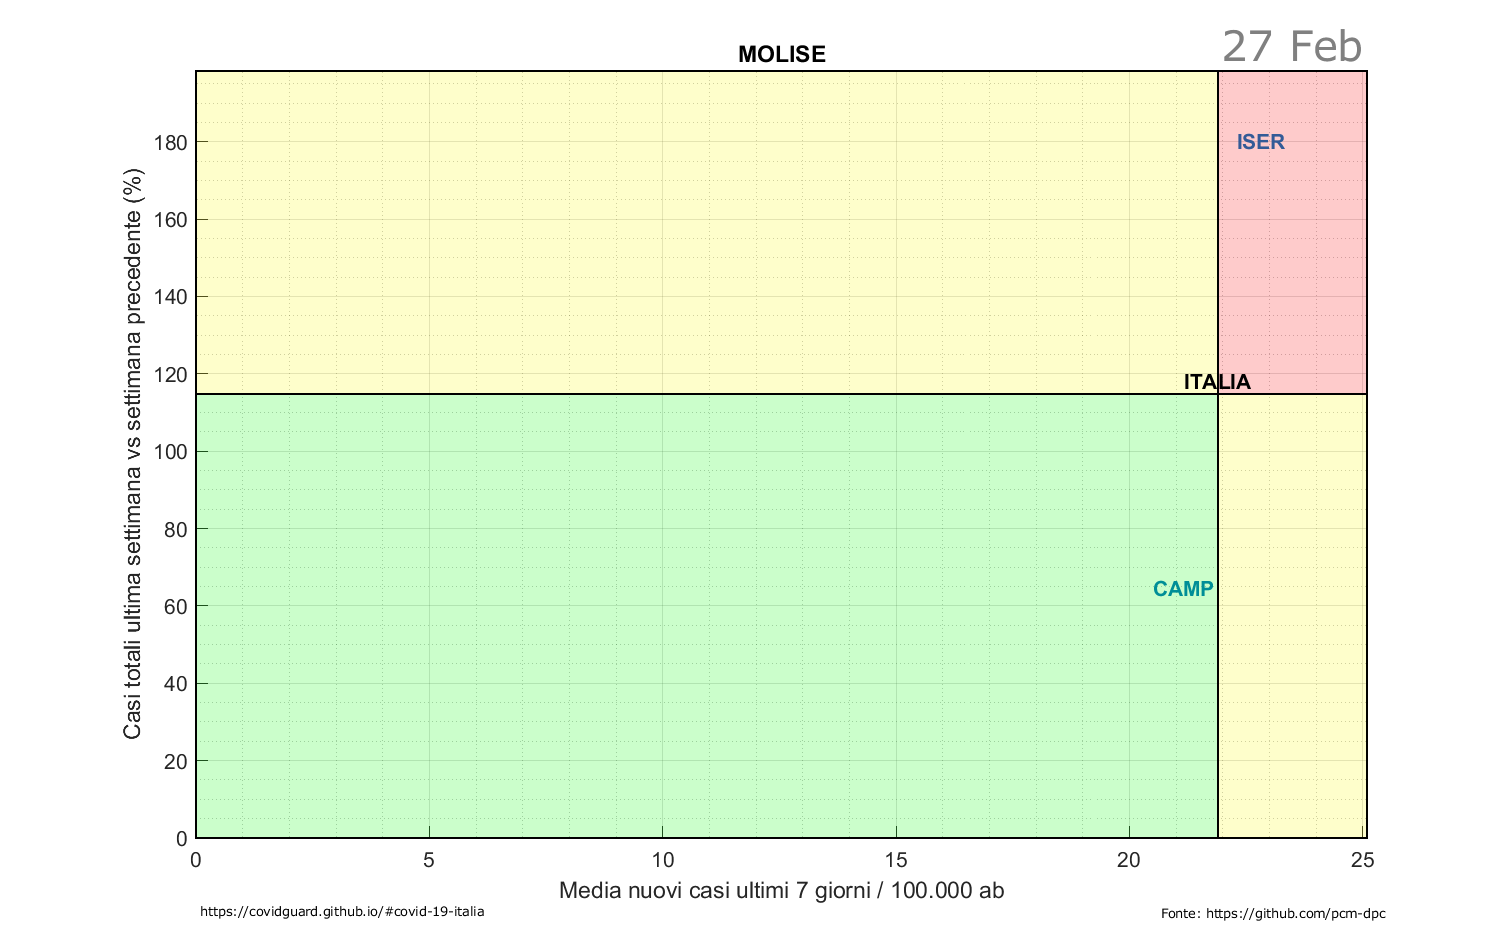 27 Feb
MOLISE
Casi totali ultima settimana vs settimana precedente (%)
180
160
140
120
100
80
60
40
20
0
ISER
ITALIA
CAMP
0 5 10 15 20 25
Media nuovi casi ultimi 7 giorni / 100.000 ab
https://covidguard.github.io/#covid-19-italia
Fonte: https://github.com/pcm-dpc